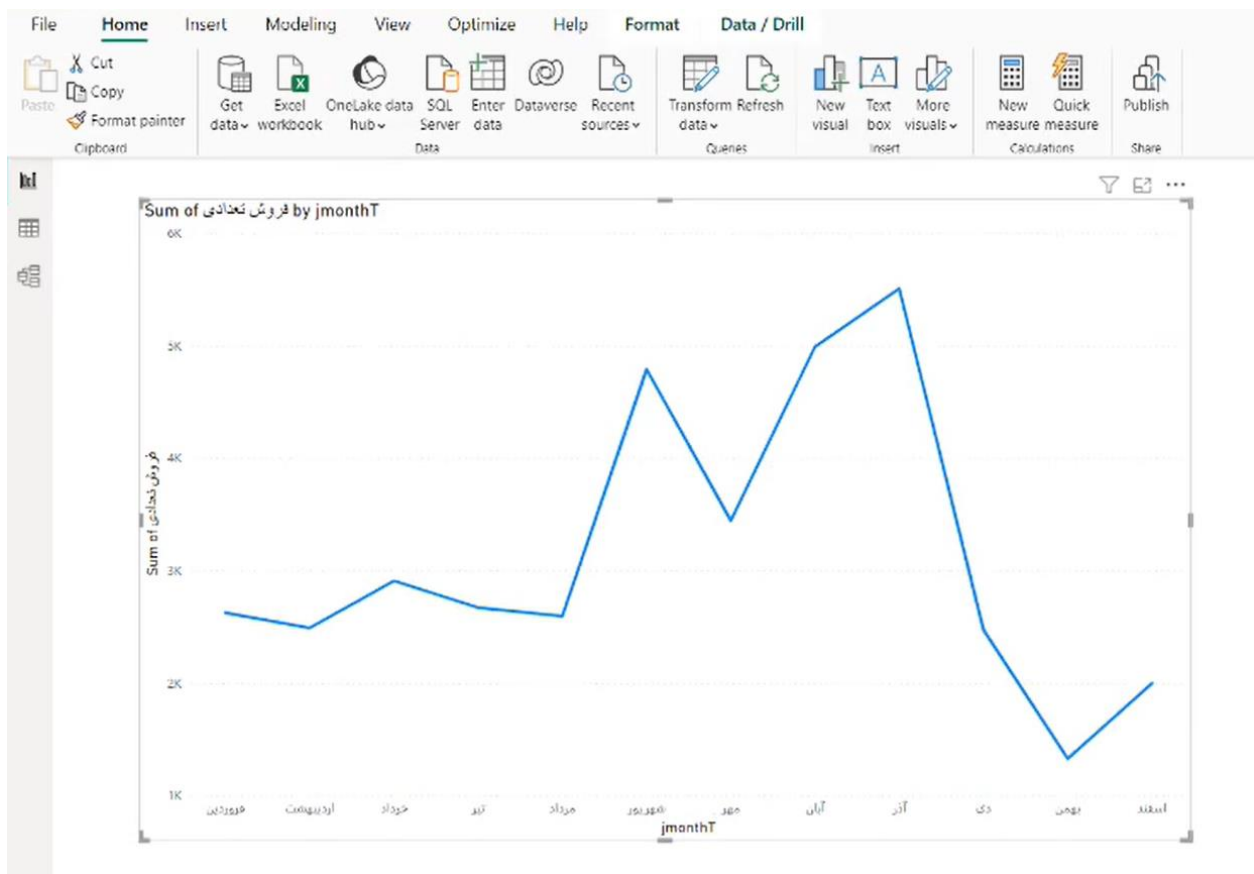 File Home Insert Modeling View Optimize Help Format Data / Drill
Paste
Cut
Copy
Format painter
Clipboard
Get data
Excel workbook
OneLake data hub
SQL Server
Enter data
Dataverse
Recent sources
Data
Transform data
Refresh
Queries
New visual
Text box
More visuals
Insert
New measure
Quick measure
Calculations
Publish
Share
Sum of فروش تعدادی by jmonthT
6K
5K
4K
3K
2K
1K
Sum of فروش تعدادی
فروردین اردیبهشت خرداد تیر مرداد شهریور مهر آبان آذر دی بهمن اسفند
jmonthT